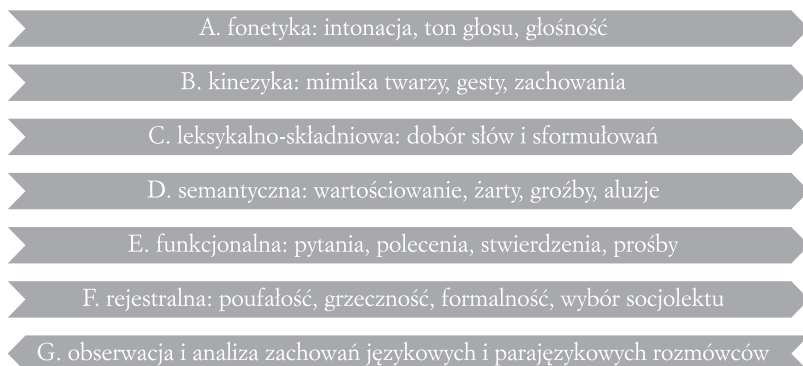 A. fonetyka: intonacja, ton głosu, głośność
B. kinezyka: mimika twarzy, gesty, zachowania
C. leksykalno-składniowa: dobór słów i sformułowań
D. semantyczna: wartościowanie, żarty, groźby, aluzje
E. funkcjonalna: pytania, polecenia, stwierdzenia, prośby
F. rejestralna: poufałość, grzeczność, formalność, wybór socjolektu
G. obserwacja i analiza zachowań językowych i parajęzykowych rozmówców